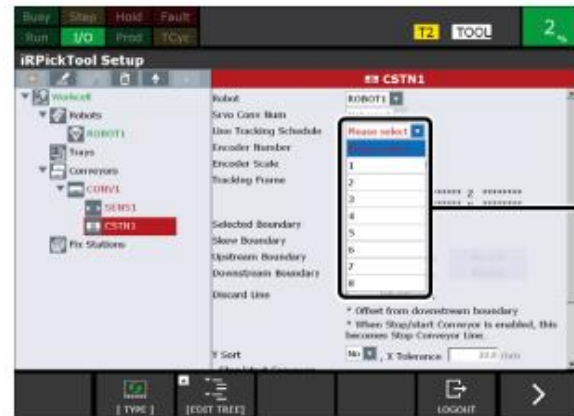 Busy Step Hold Fault
Run I/O Prod TCyc
T2 TOOL 2 %
iRPickTool Setup
CSTN1
Workcell
Robots
ROBOT1
Trays
Conveyors
CONV1
SENS1
CSTN1
Fix Stations
Robot ROBOT1
Srvo Conv Num
Line Tracking Schedule Please select
Encoder Number
Encoder Scale 1
Tracking Frame 2
3
4
Selected Boundary 5
Skew Boundary 6
Upstream Boundary 7
Downstream Boundary 8
Discard Line
* Offset from downstream boundary
* When Stop/start Conveyor is enabled, this
becomes Stop Conveyor Line.
Y Sort No , X Tolerance mm
[ TYPE ] [EDIT TREE] LOGOUT >